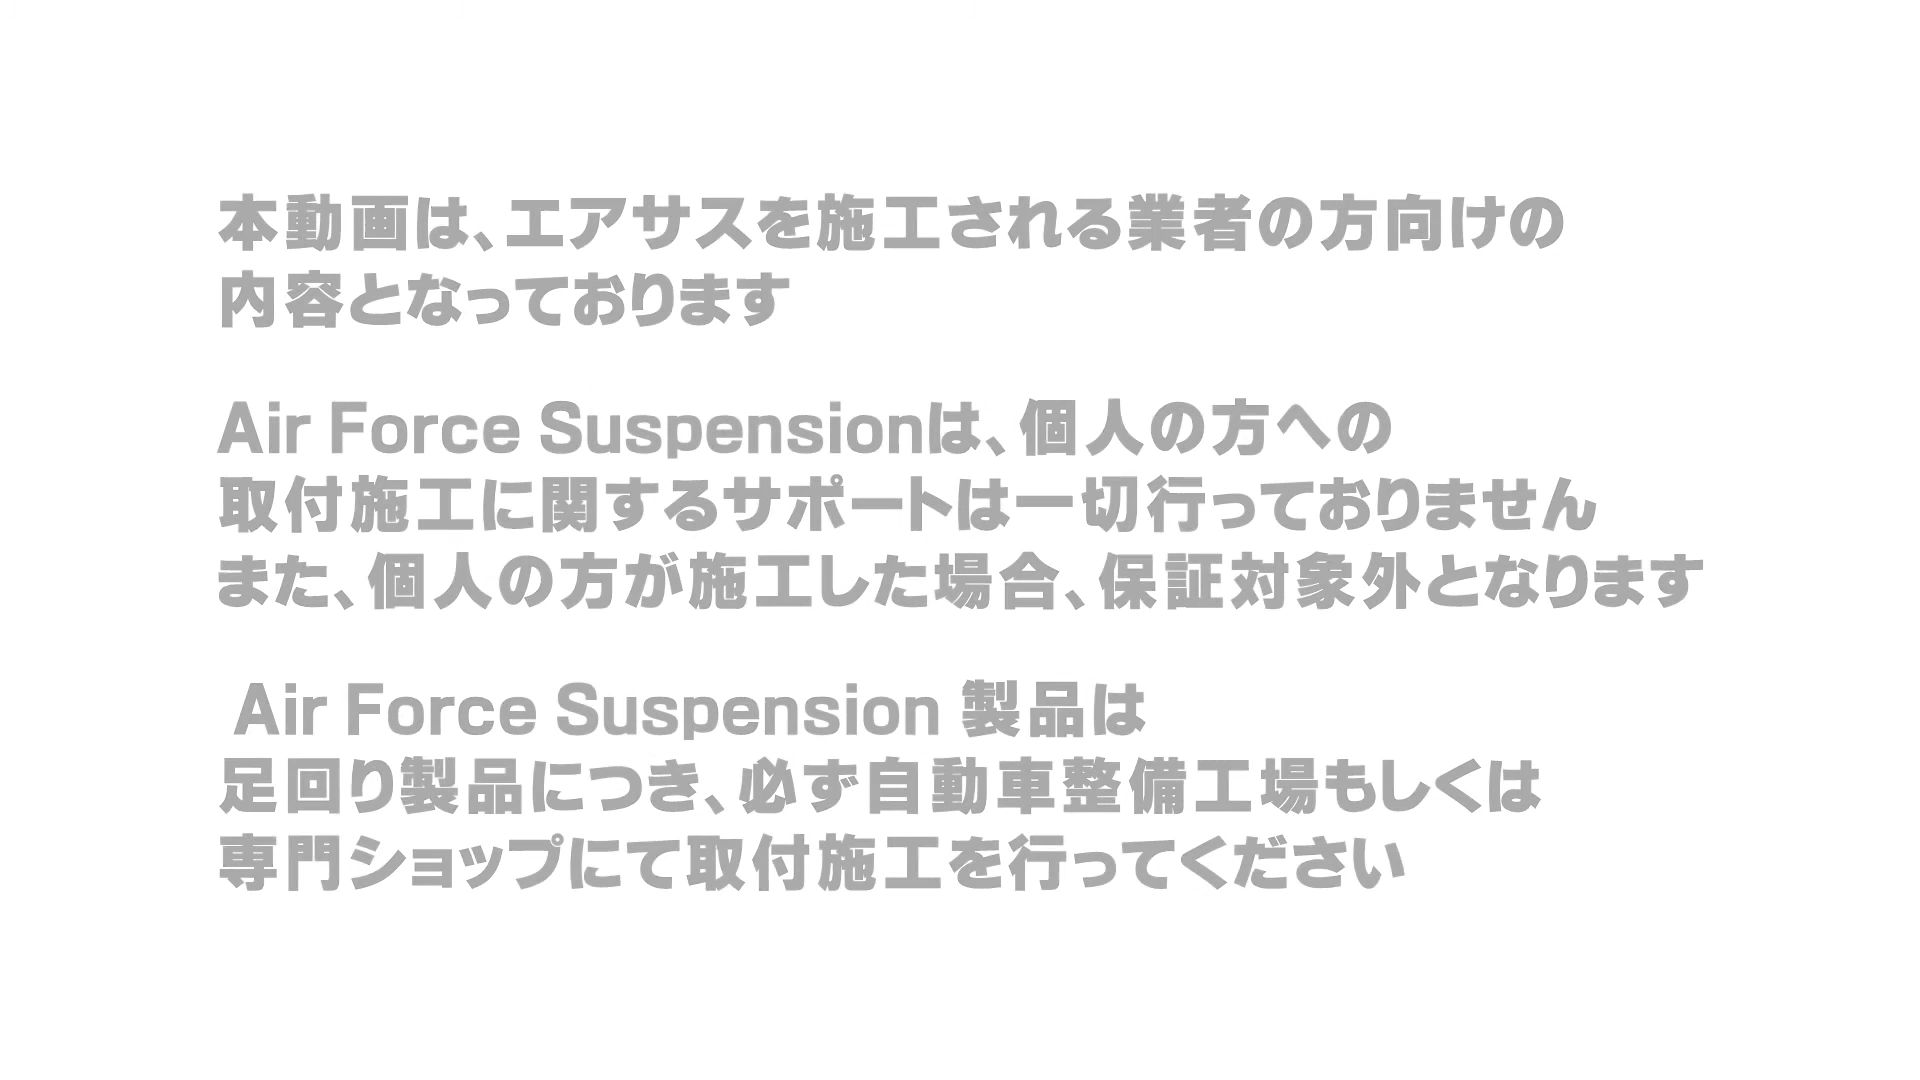 本動画は、エアサスを施工される業者の方向けの
内容となっております
Air Force Suspensionは、個人の方への
取付施工に関するサポートは一切行っておりません
また、個人の方が施工した場合、保証対象外となります
Air Force Suspension 製品は
足回り製品につき、必ず自動車整備工場もしくは
専門ショップにて取付施工を行ってください